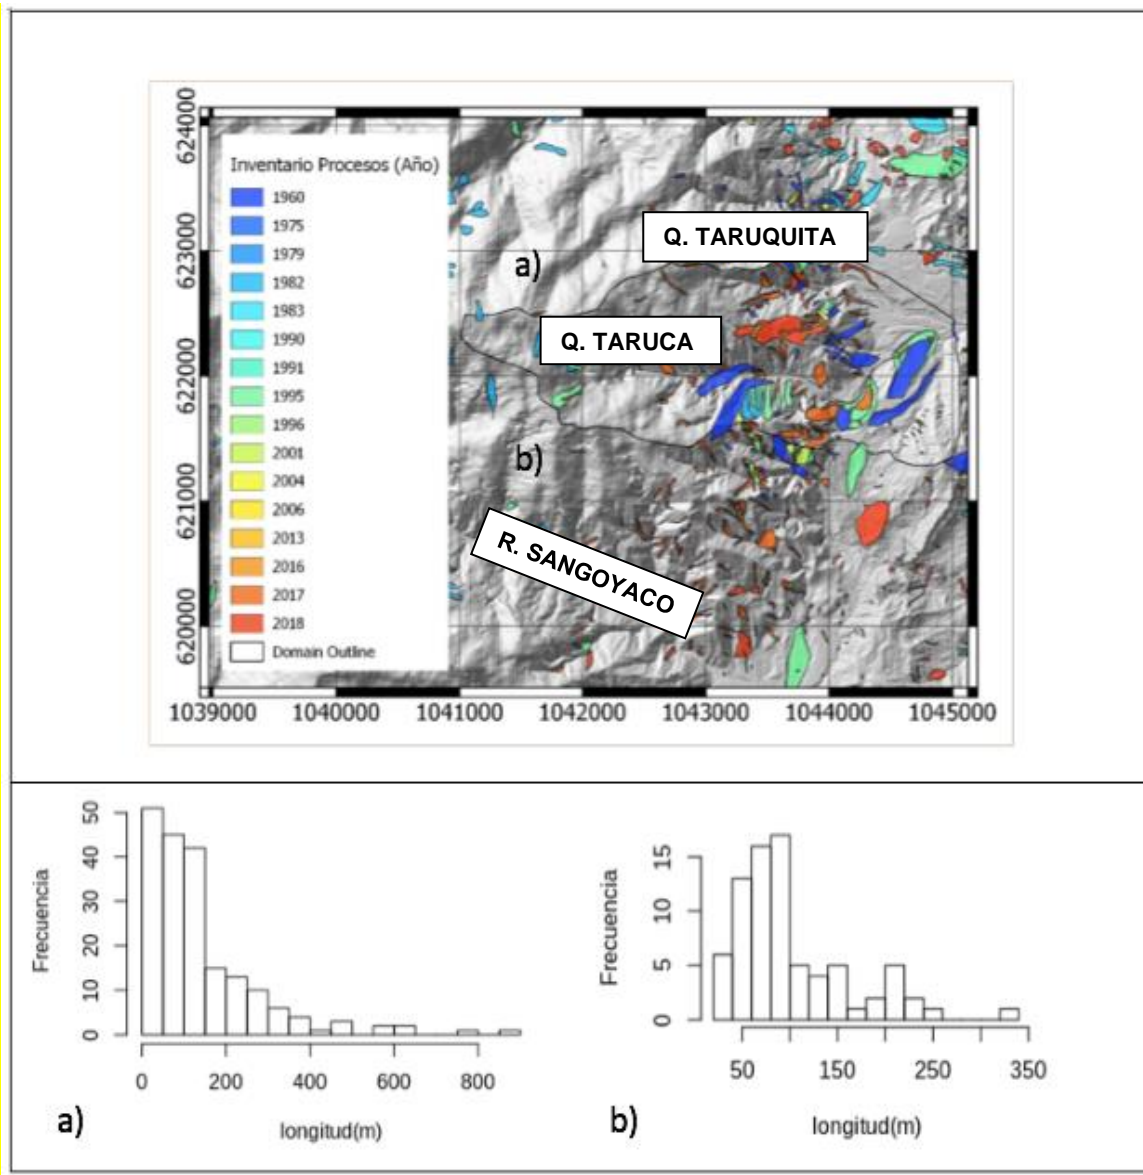 624000
623000
622000
621000
620000
Inventario Procesos (Año)
1960
1975
1979
1982
1983
1990
1991
1995
1996
2001
2004
2006
2013
2016
2017
2018
Domain Outline
Q. TARUQUITA
a)
Q. TARUCA
b)
R. SANGOYACO
1039000 1040000 1041000 1042000 1043000 1044000 1045000
Frecuencia
50
40
30
20
10
0
0 200 400 600 800
longitud(m)
a)
Frecuencia
15
10
5
0
50 150 250 350
longitud(m)
b)